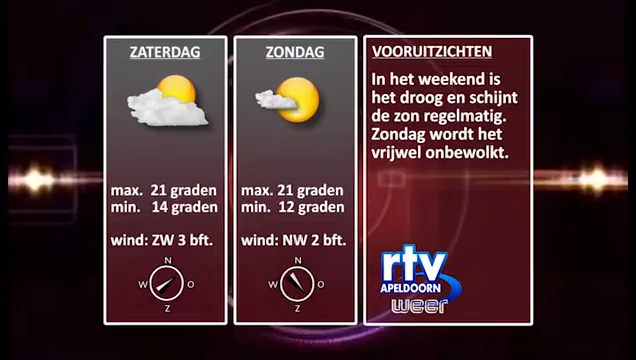 ZATERDAG
max. 21 graden
min. 14 graden
wind: ZW 3 bft.
N
W O
Z
ZONDAG
max. 21 graden
min. 12 graden
wind: NW 2 bft.
N
W O
Z
VOORUITZICHTEN
In het weekend is
het droog en schijnt
de zon regelmatig.
Zondag wordt het
vrijwel onbewolkt.
rtv
APELDOORN
weer